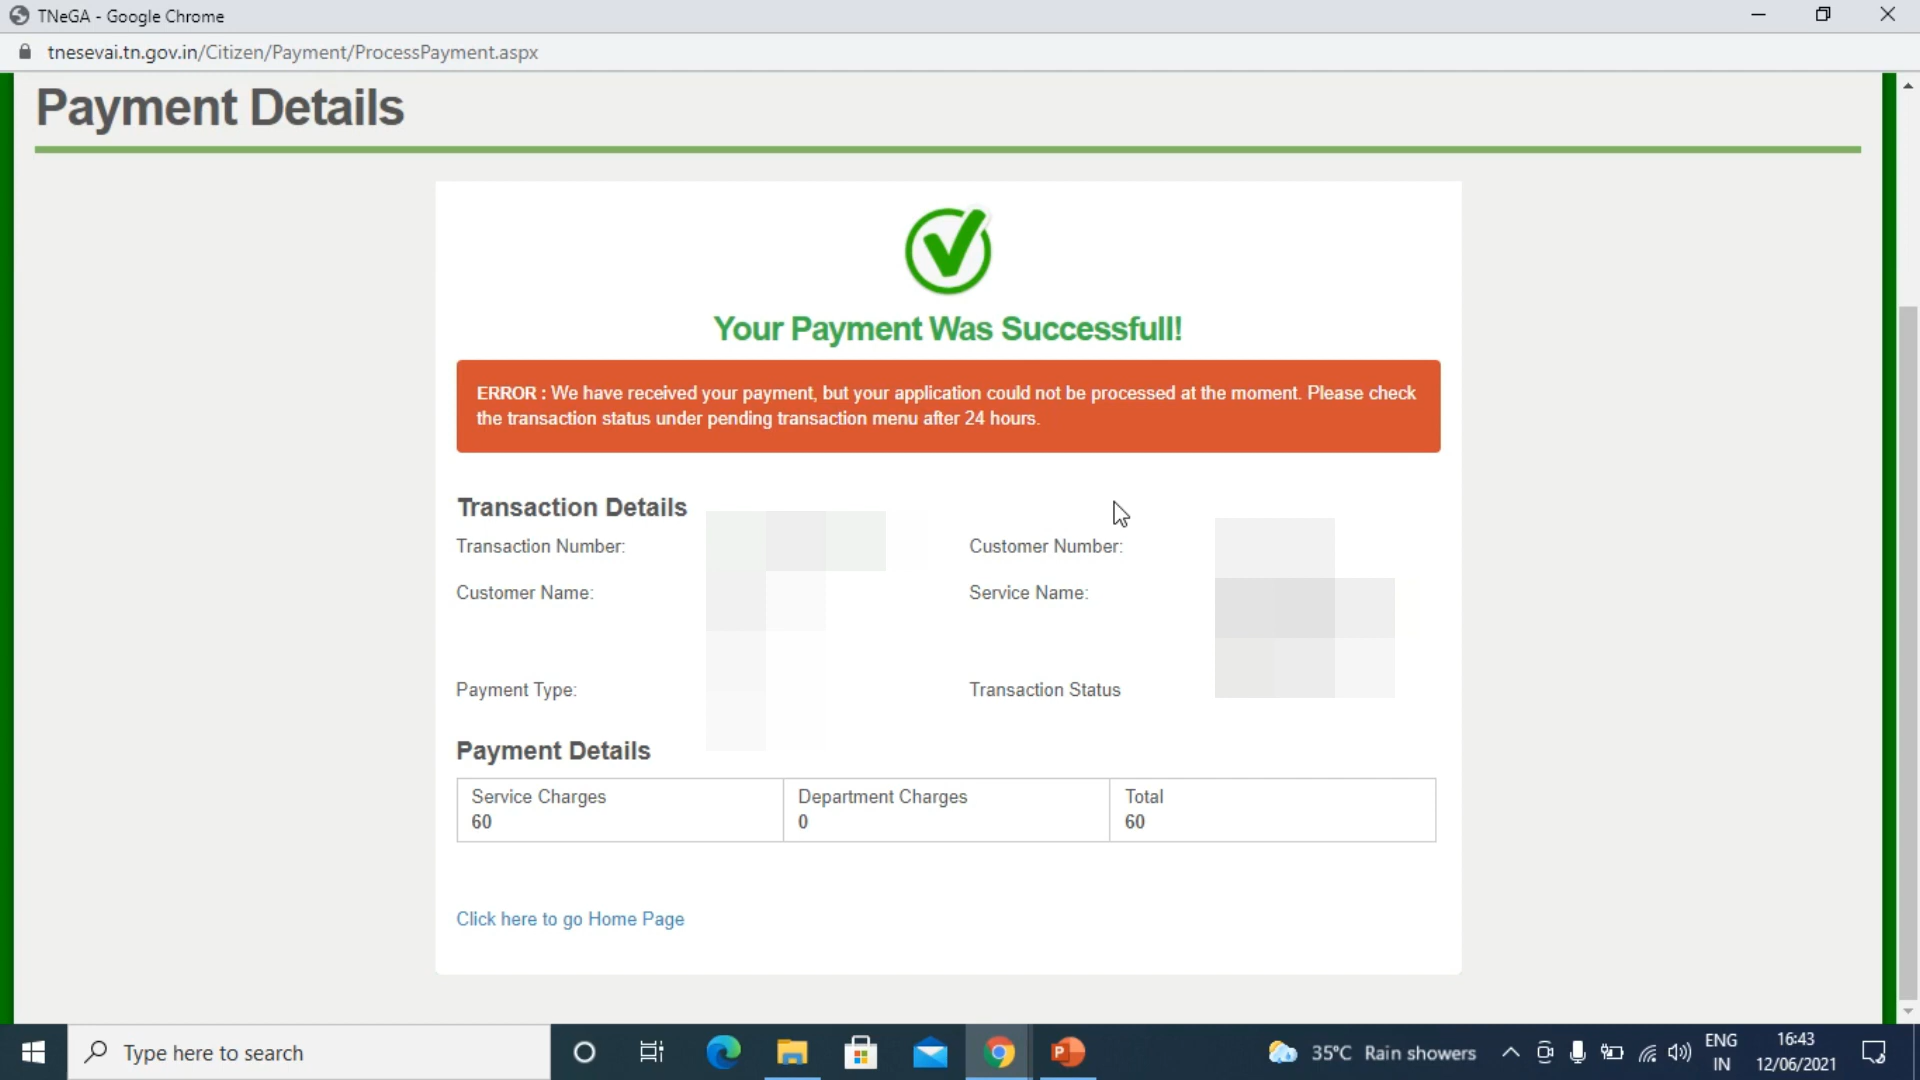 TNeGA - Google Chrome
tnesevai.tn.gov.in/Citizen/Payment/ProcessPayment.aspx
Payment Details
Your Payment Was Successfull!
ERROR : We have received your payment, but your application could not be processed at the moment. Please check
the transaction status under pending transaction menu after 24 hours.
Transaction Details
Transaction Number: Customer Number:
Customer Name: Service Name:
Payment Type: Transaction Status
Payment Details
Service Charges Department Charges Total
60 0 60
Click here to go Home Page
Type here to search
35°C Rain showers
ENG
IN
16:43
12/06/2021